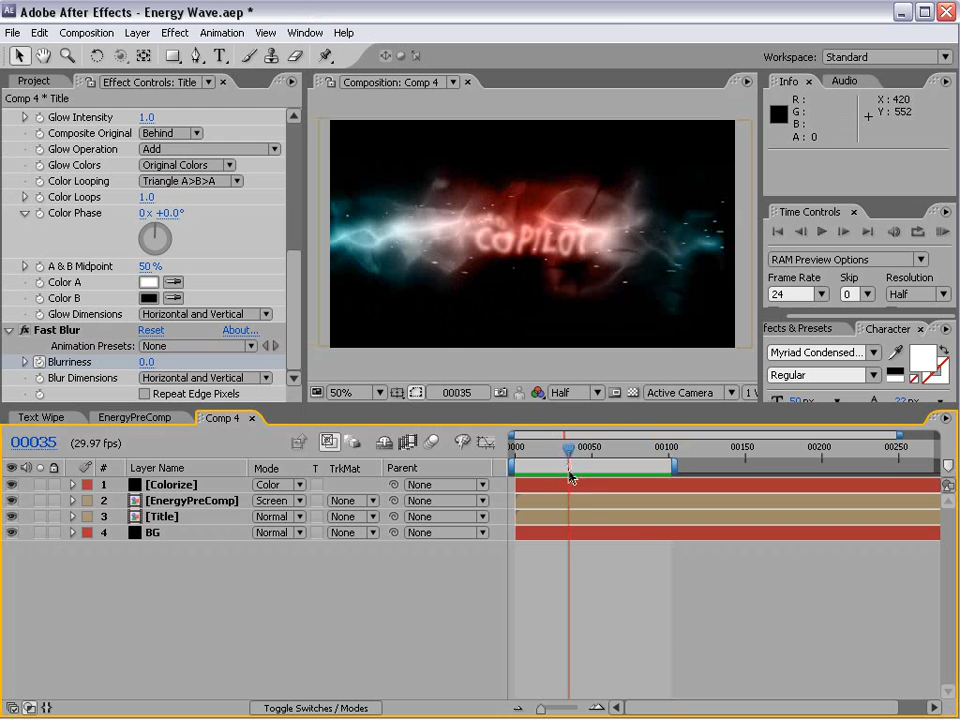 Adobe After Effects - Energy Wave.aep *
File Edit Composition Layer Effect Animation View Window Help
Workspace: Standard
Project Effect Controls: Title
Composition: Comp 4
Info Audio
Comp 4 * Title
Glow Intensity 1.0
Composite Original Behind
Glow Operation Add
Glow Colors Original Colors
Color Looping Triangle A>B>A
Color Loops 1.0
Color Phase 0 x +0.0°
A & B Midpoint 50 %
Color A
Color B
Glow Dimensions Horizontal and Vertical
Fast Blur Reset About...
Animation Presets: None
Blurriness 0.0
Blur Dimensions Horizontal and Vertical
Repeat Edge Pixels
COPILOT
50% 00035 Half Active Camera 1
R : X : 420
G : Y : 552
B :
A : 0
Time Controls
RAM Preview Options
Frame Rate Skip Resolution
24 0 Half
fects & Presets Character
Myriad Condensed...
Regular
Text Wipe EnergyPreComp Comp 4
00035 (29.97 fps)
00050 00100 00150 00200 00250
# Layer Name Mode T TrkMat Parent
1 [Colorize] Color None
2 [EnergyPreComp] Screen None None
3 [Title] Normal None None
4 BG Normal None None
Toggle Switches / Modes